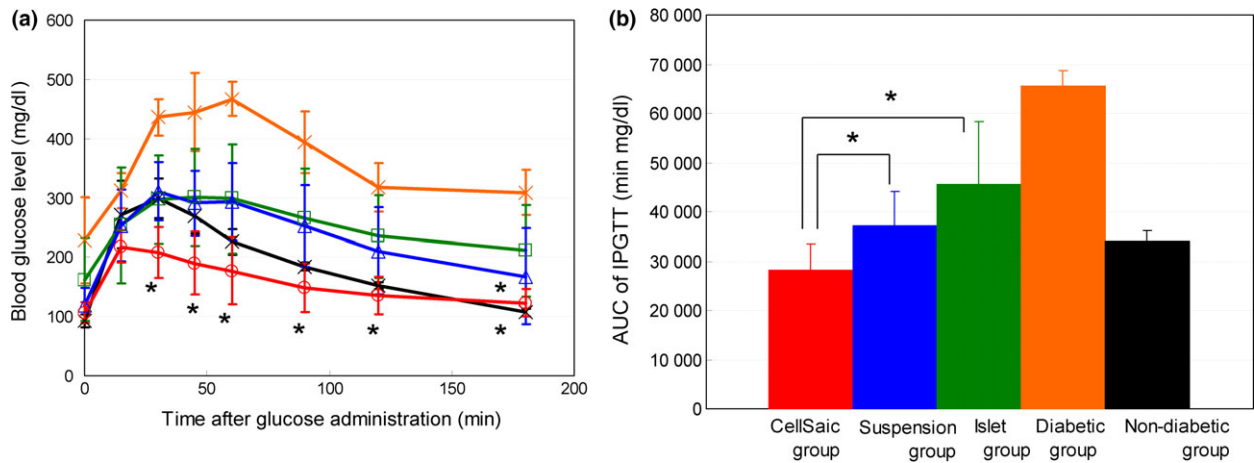 (a)
600
500
400
300
200
100
0
Blood glucose level (mg/dl)
* * * * * * *
0 50 100 150 200
Time after glucose administration (min)
(b)
80 000
70 000
60 000
50 000
40 000
30 000
20 000
10 000
0
AUC of IPGTT (min mg/dl)
*
*
CellSaic group
Suspension group
Islet group
Diabetic group
Non-diabetic group